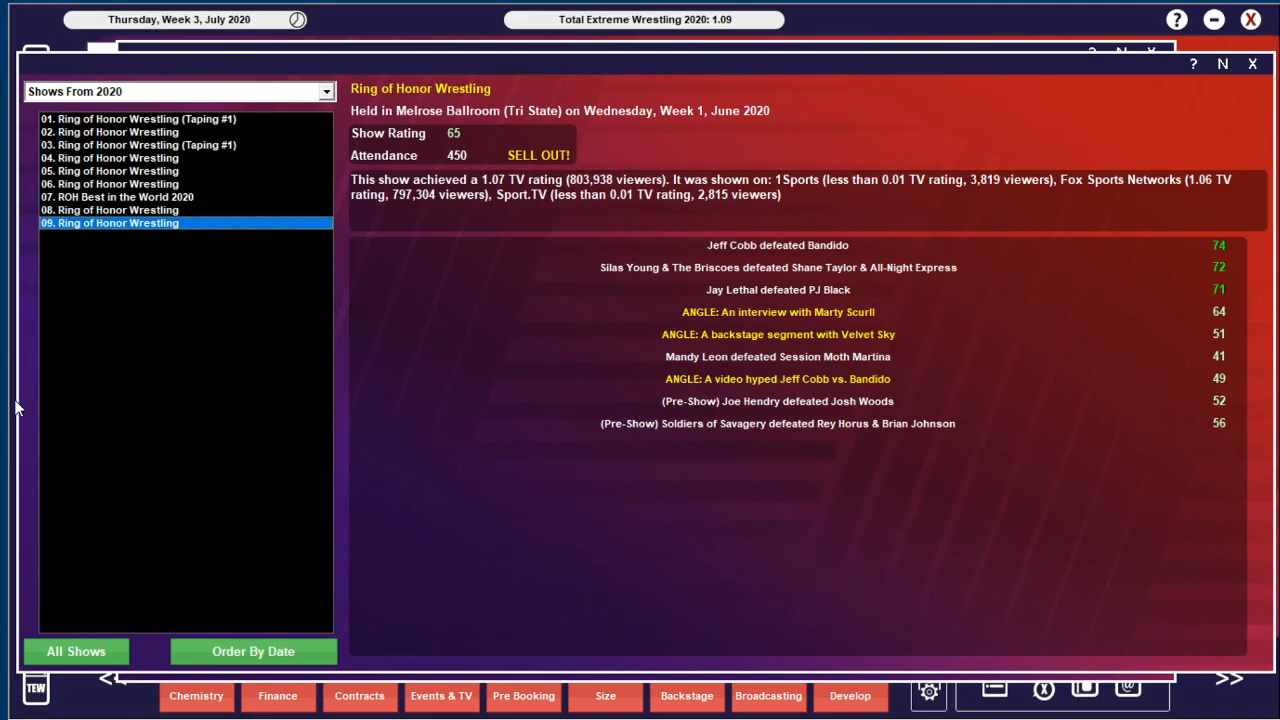 Thursday, Week 3, July 2020
Total Extreme Wrestling 2020: 1.09
?
X
? N X
Shows From 2020
01. Ring of Honor Wrestling (Taping #1)
02. Ring of Honor Wrestling
03. Ring of Honor Wrestling (Taping #1)
04. Ring of Honor Wrestling
05. Ring of Honor Wrestling
06. Ring of Honor Wrestling
07. ROH Best in the World 2020
08. Ring of Honor Wrestling
09. Ring of Honor Wrestling
All Shows
Order By Date
Ring of Honor Wrestling
Held in Melrose Ballroom (Tri State) on Wednesday, Week 1, June 2020
Show Rating 65
Attendance 450 SELL OUT!
This show achieved a 1.07 TV rating (803,938 viewers). It was shown on: 1Sports (less than 0.01 TV rating, 3,819 viewers), Fox Sports Networks (1.06 TV
rating, 797,304 viewers), Sport.TV (less than 0.01 TV rating, 2,815 viewers)
Jeff Cobb defeated Bandido 74
Silas Young & The Briscoes defeated Shane Taylor & All-Night Express 72
Jay Lethal defeated PJ Black 71
ANGLE: An interview with Marty Scurll 64
ANGLE: A backstage segment with Velvet Sky 51
Mandy Leon defeated Session Moth Martina 41
ANGLE: A video hyped Jeff Cobb vs. Bandido 49
(Pre-Show) Joe Hendry defeated Josh Woods 52
(Pre-Show) Soldiers of Savagery defeated Rey Horus & Brian Johnson 56
<< >>
TEW
Chemistry
Finance
Contracts
Events & TV
Pre Booking
Size
Backstage
Broadcasting
Develop
X
@